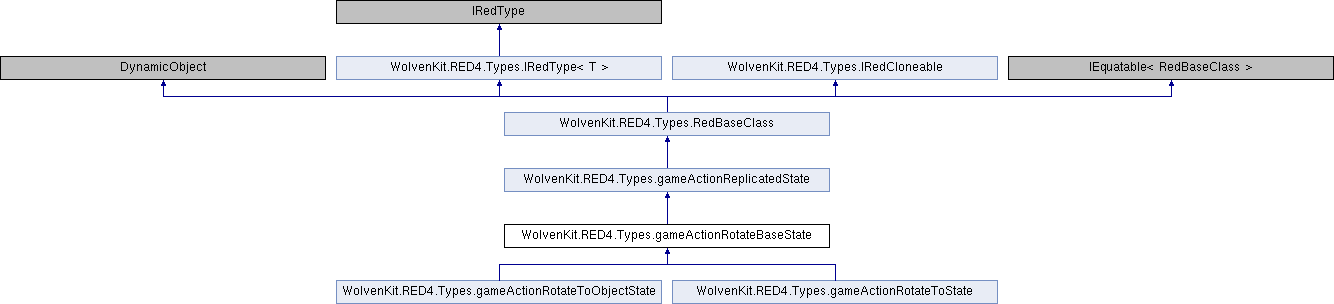 IRedType
DynamicObject
WolvenKit.RED4.Types.IRedType< T >
WolvenKit.RED4.Types.IRedCloneable
IEquatable< RedBaseClass >
WolvenKit.RED4.Types.RedBaseClass
WolvenKit.RED4.Types.gameActionReplicatedState
WolvenKit.RED4.Types.gameActionRotateBaseState
WolvenKit.RED4.Types.gameActionRotateToObjectState
WolvenKit.RED4.Types.gameActionRotateToState